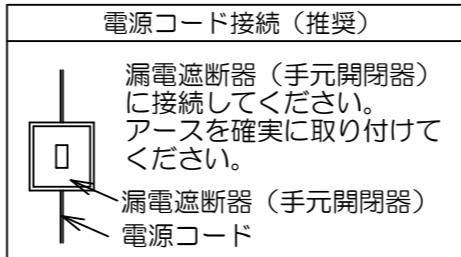 電源コード接続（推奨）
漏電遮断器（手元開閉器）
に接続してください。
アースを確実に取り付けて
ください。
漏電遮断器（手元開閉器）
電源コード